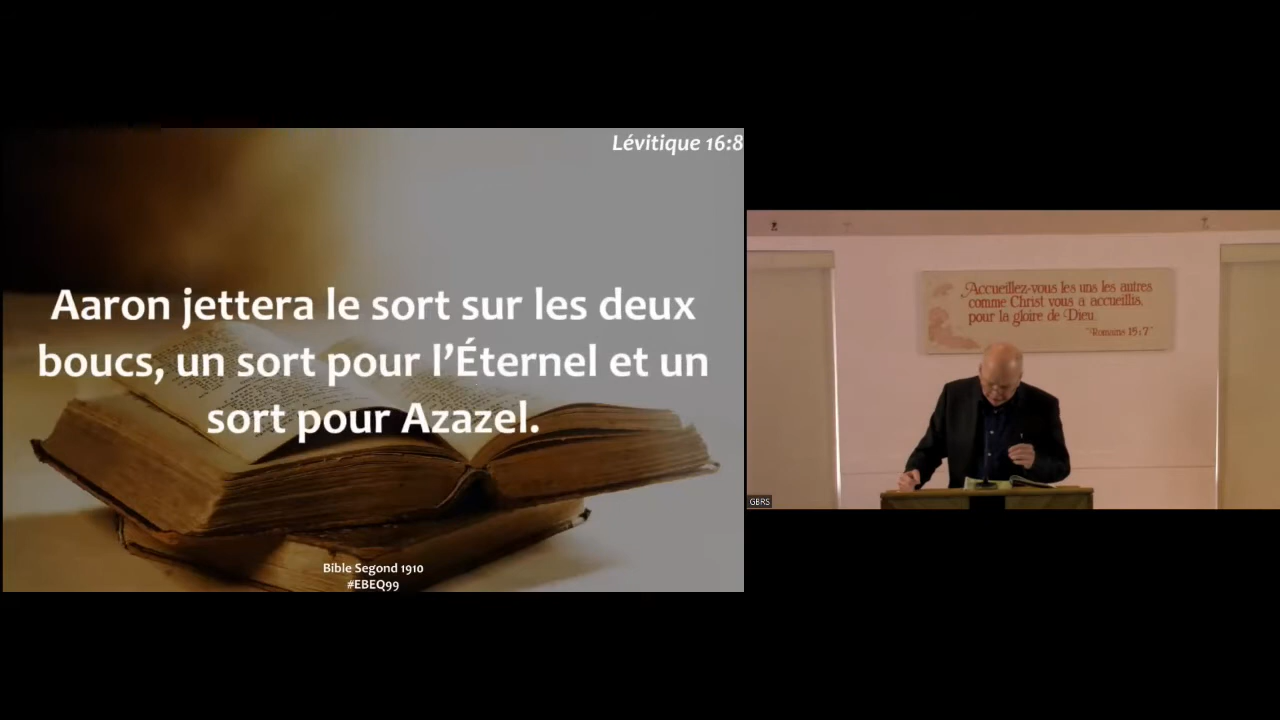 Lévitique 16:8
Aaron jettera le sort sur les deux
boucs, un sort pour l’Éternel et un
sort pour Azazel.
Bible Segond 1910
#EBEQ99
Accueillez-vous les uns les autres
comme Christ vous a accueillis,
pour la gloire de Dieu
"Romains 15:7"
GBRS